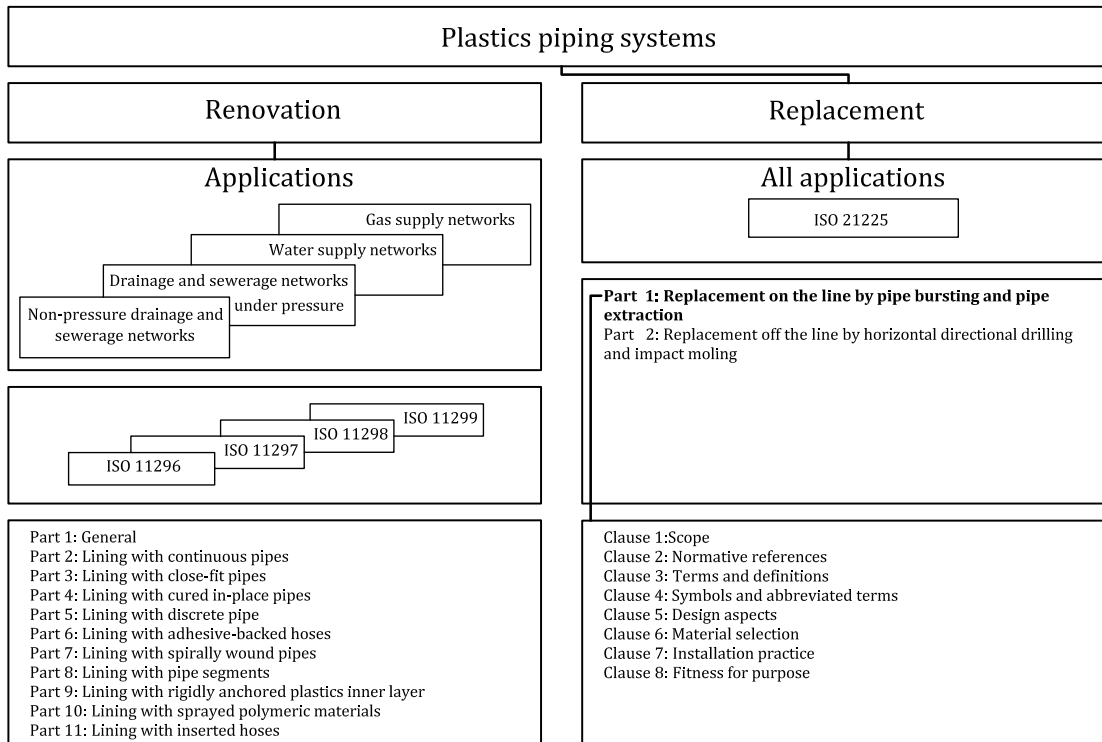 Plastics piping systems
Renovation
Replacement
Applications
Gas supply networks
Water supply networks
Drainage and sewerage networks
under pressure
Non-pressure drainage and
sewerage networks
All applications
ISO 21225
ISO 11299
ISO 11298
ISO 11297
ISO 11296
Part 1: Replacement on the line by pipe bursting and pipe
extraction
Part 2: Replacement off the line by horizontal directional drilling
and impact moling
Part 1: General
Part 2: Lining with continuous pipes
Part 3: Lining with close-fit pipes
Part 4: Lining with cured in-place pipes
Part 5: Lining with discrete pipe
Part 6: Lining with adhesive-backed hoses
Part 7: Lining with spirally wound pipes
Part 8: Lining with pipe segments
Part 9: Lining with rigidly anchored plastics inner layer
Part 10: Lining with sprayed polymeric materials
Part 11: Lining with inserted hoses
Clause 1:Scope
Clause 2: Normative references
Clause 3: Terms and definitions
Clause 4: Symbols and abbreviated terms
Clause 5: Design aspects
Clause 6: Material selection
Clause 7: Installation practice
Clause 8: Fitness for purpose